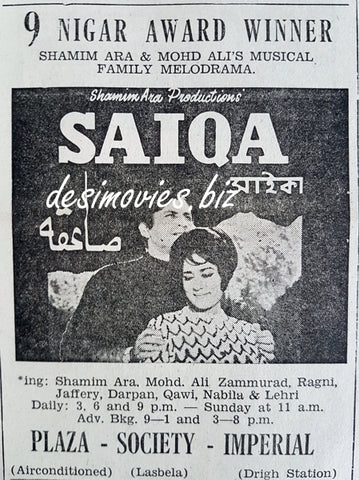 9 NIGAR AWARD WINNER
SHAMIM ARA & MOHD ALI'S MUSICAL
FAMILY MELODRAMA.
Shamim Ara Productions
SAIQA
desimovies.biz
সাইকা
صاعقہ
*ing: Shamim Ara, Mohd. Ali Zammurad, Ragni,
Jaffery, Darpan, Qawi, Nabila & Lehri
Daily: 3, 6 and 9 p.m. — Sunday at 11 a.m.
Adv. Bkg. 9—1 and 3—8 p.m.
PLAZA - SOCIETY - IMPERIAL
(Airconditioned) (Lasbela) (Drigh Station)